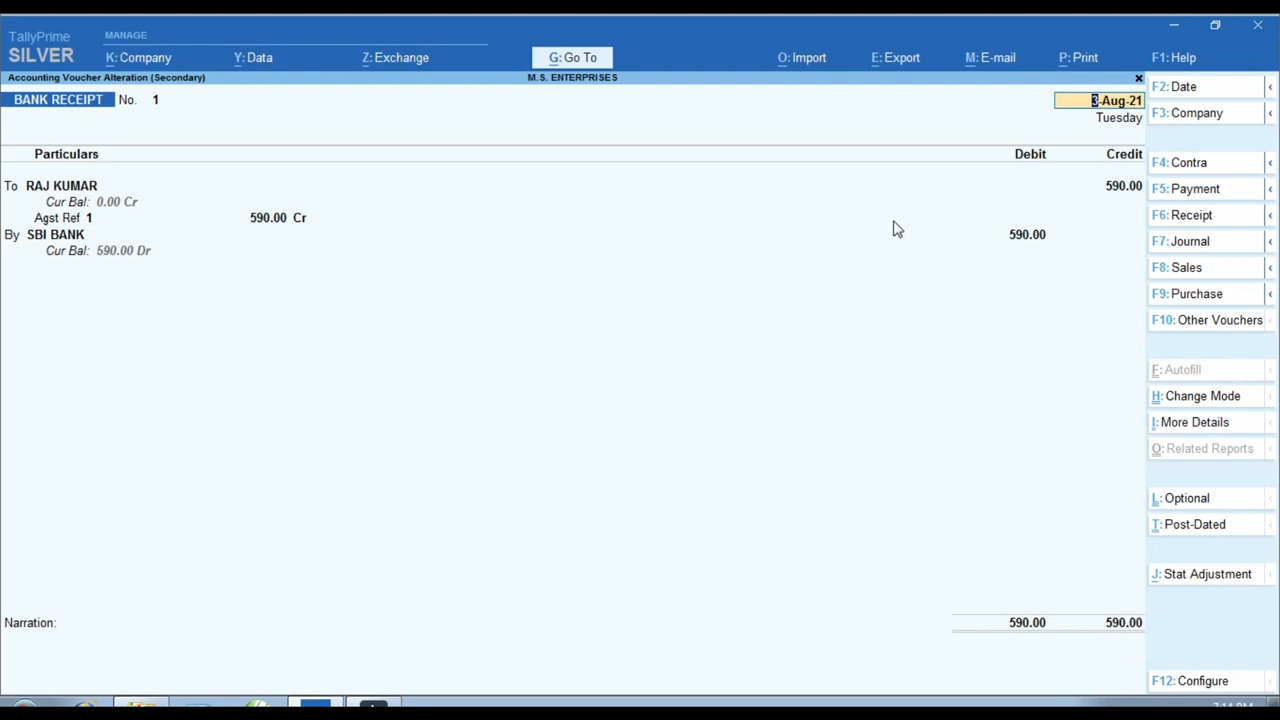 TallyPrime
MANAGE
SILVER
K: Company
Y: Data
Z: Exchange
G: Go To
O: Import
E: Export
M: E-mail
P: Print
F1: Help
Accounting Voucher Alteration (Secondary)
M.S. ENTERPRISES
BANK RECEIPT No. 1
3-Aug-21
Tuesday
Particulars Debit Credit
To RAJ KUMAR 590.00
Cur Bal: 0.00 Cr
Agst Ref 1 590.00 Cr
By SBI BANK 590.00
Cur Bal: 590.00 Dr
Narration: 590.00 590.00
F2: Date
F3: Company
F4: Contra
F5: Payment
F6: Receipt
F7: Journal
F8: Sales
F9: Purchase
F10: Other Vouchers
F: Autofill
H: Change Mode
I: More Details
O: Related Reports
L: Optional
T: Post-Dated
J: Stat Adjustment
F12: Configure